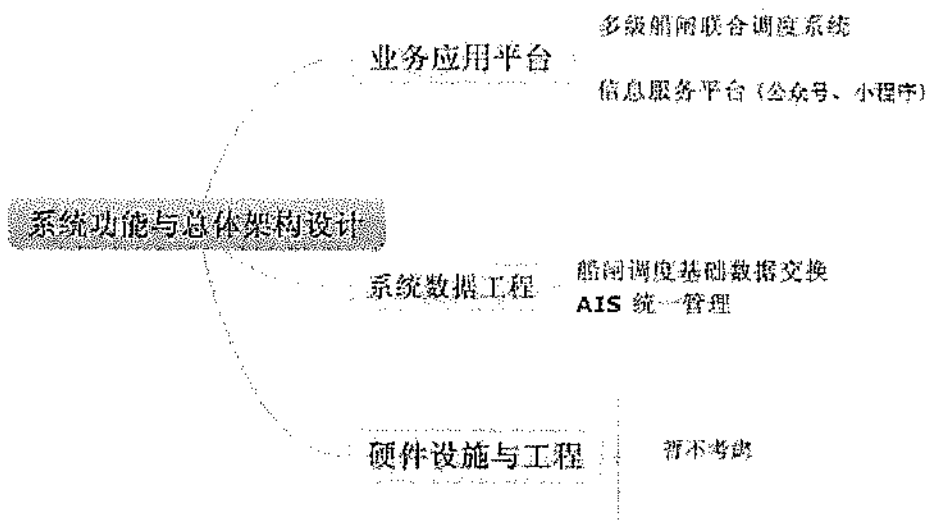 多级船闸联合调度系统
业务应用平台
信息服务平台（公众号、小程序）
系统功能与总体架构设计
系统数据工程
船闸调度基础数据交换
AIS 统一管理
硬件设施与工程
暂不考虑